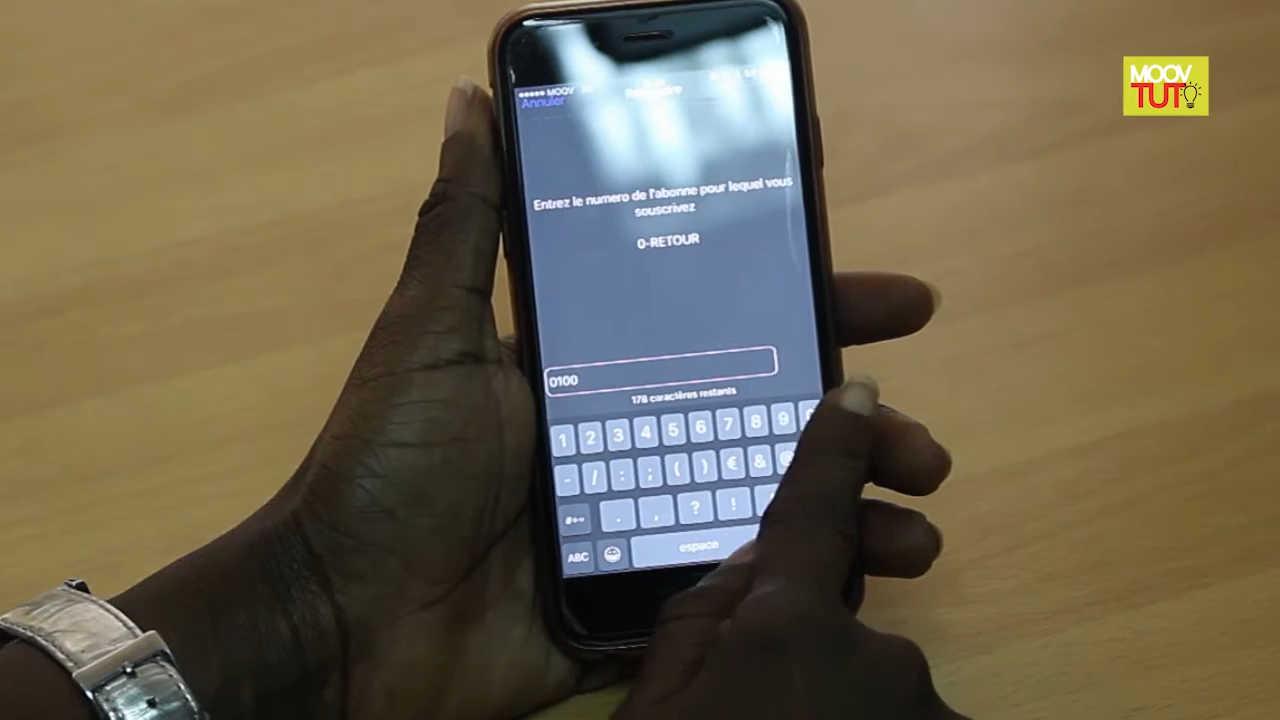 MOOV
TUTO
MOOV
Annuler
Entrez le numero de l'abonne pour lequel vous
souscrivez
0-RETOUR
0100
178 caractères restants
1 2 3 4 5 6 7 8 9
- / : ; ( ) € & @
#+=
. , ? !
ABC
espace